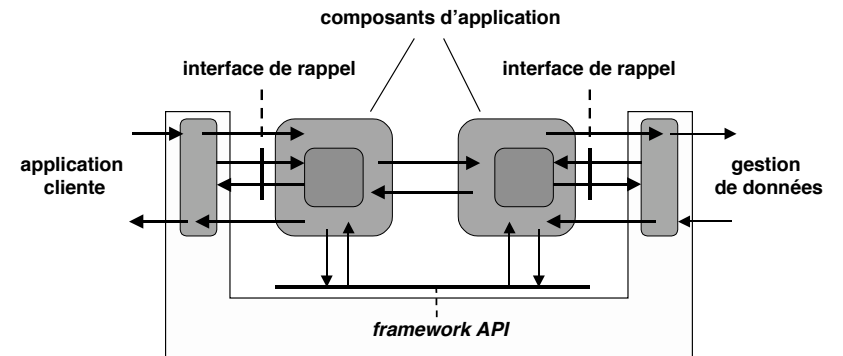 composants d’application
interface de rappel
interface de rappel
application
cliente
gestion
de données
framework API